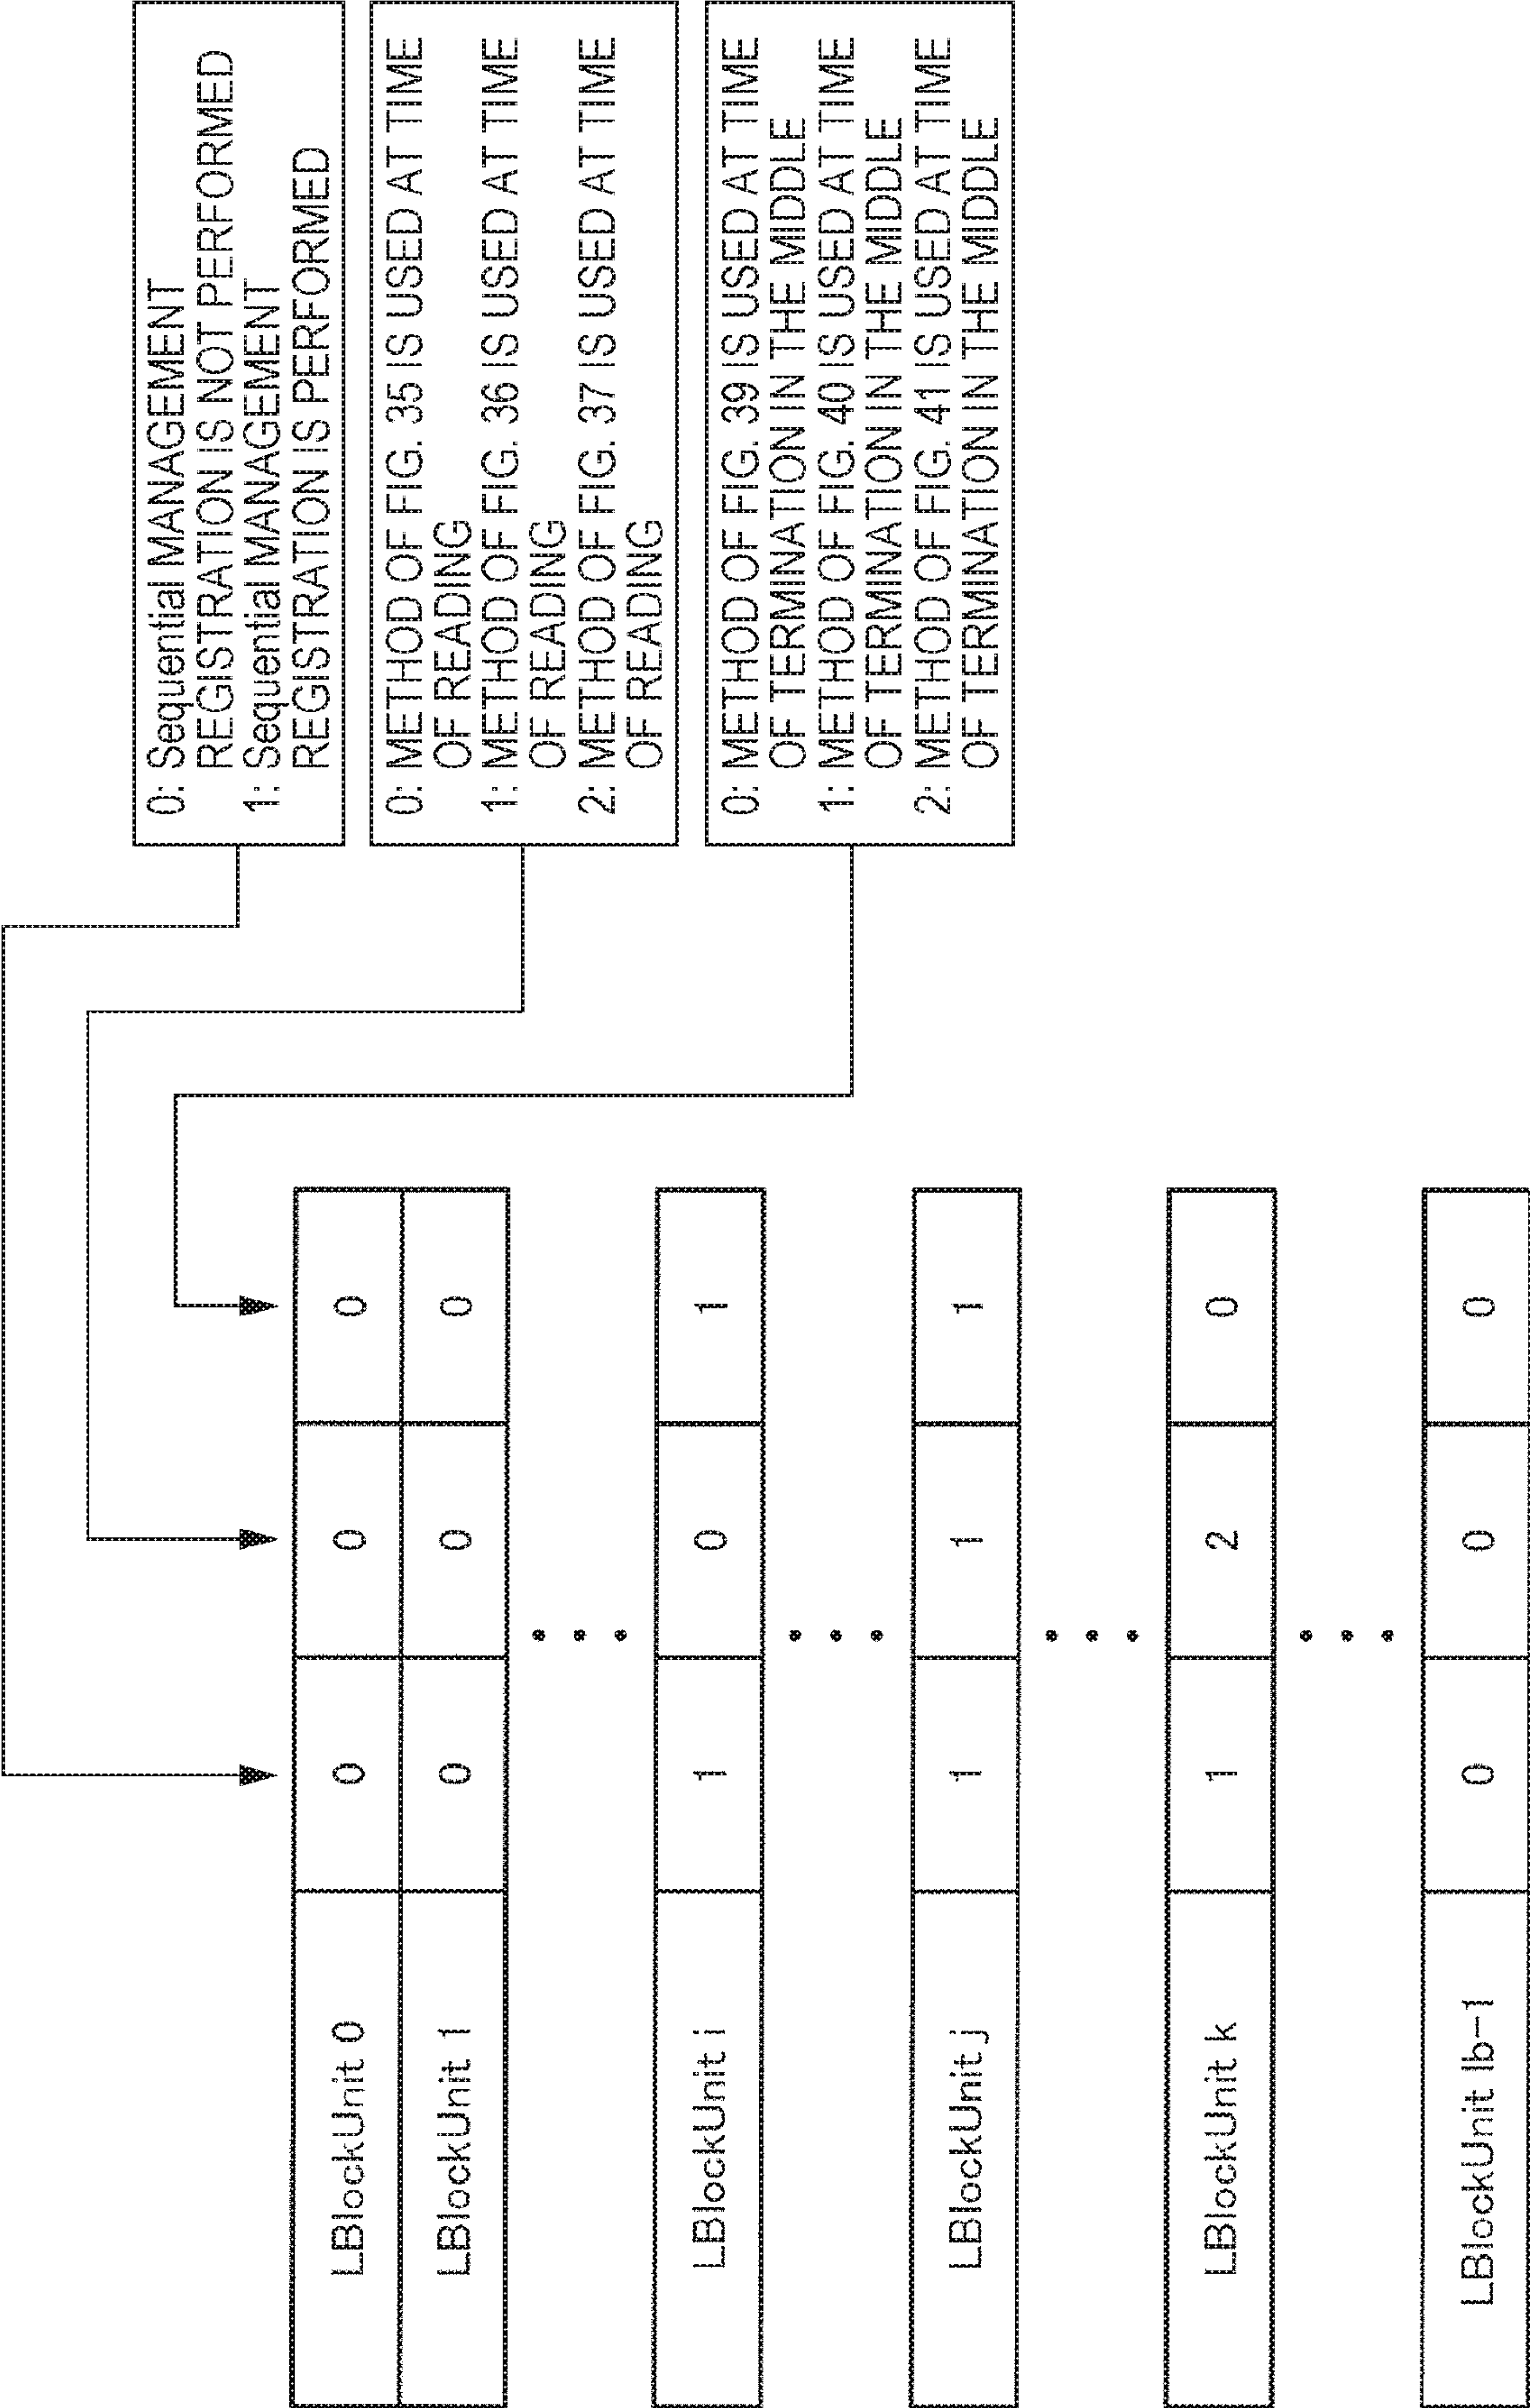 0: Sequential MANAGEMENT
REGISTRATION IS NOT PERFORMED
1: Sequential MANAGEMENT
REGISTRATION IS PERFORMED
0: METHOD OF FIG. 35 IS USED AT TIME
OF READING
1: METHOD OF FIG. 36 IS USED AT TIME
OF READING
2: METHOD OF FIG. 37 IS USED AT TIME
OF READING
0: METHOD OF FIG. 39 IS USED AT TIME
OF TERMINATION IN THE MIDDLE
1: METHOD OF FIG. 40 IS USED AT TIME
OF TERMINATION IN THE MIDDLE
2: METHOD OF FIG. 41 IS USED AT TIME
OF TERMINATION IN THE MIDDLE
LBlockUnit 0 0 0 0
LBlockUnit 1 0 0 0
LBlockUnit i 1 0 1
LBlockUnit j 1 1 1
LBlockUnit k 1 2 0
LBlockUnit lb-1 0 0 0